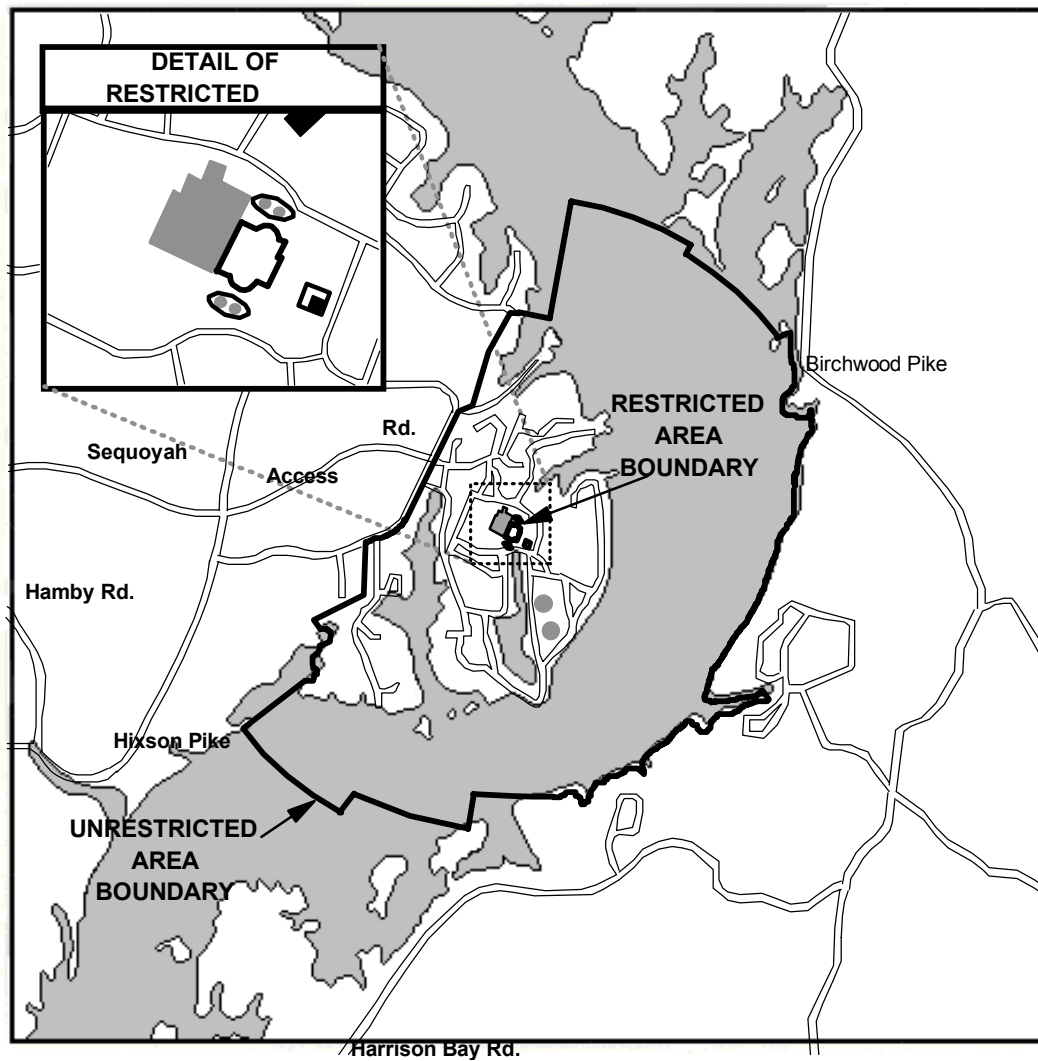 DETAIL OF
RESTRICTED
Birchwood Pike
RESTRICTED
AREA
BOUNDARY
Rd.
Sequoyah
Access
Hamby Rd.
Hixson Pike
UNRESTRICTED
AREA
BOUNDARY
Harrison Bay Rd.